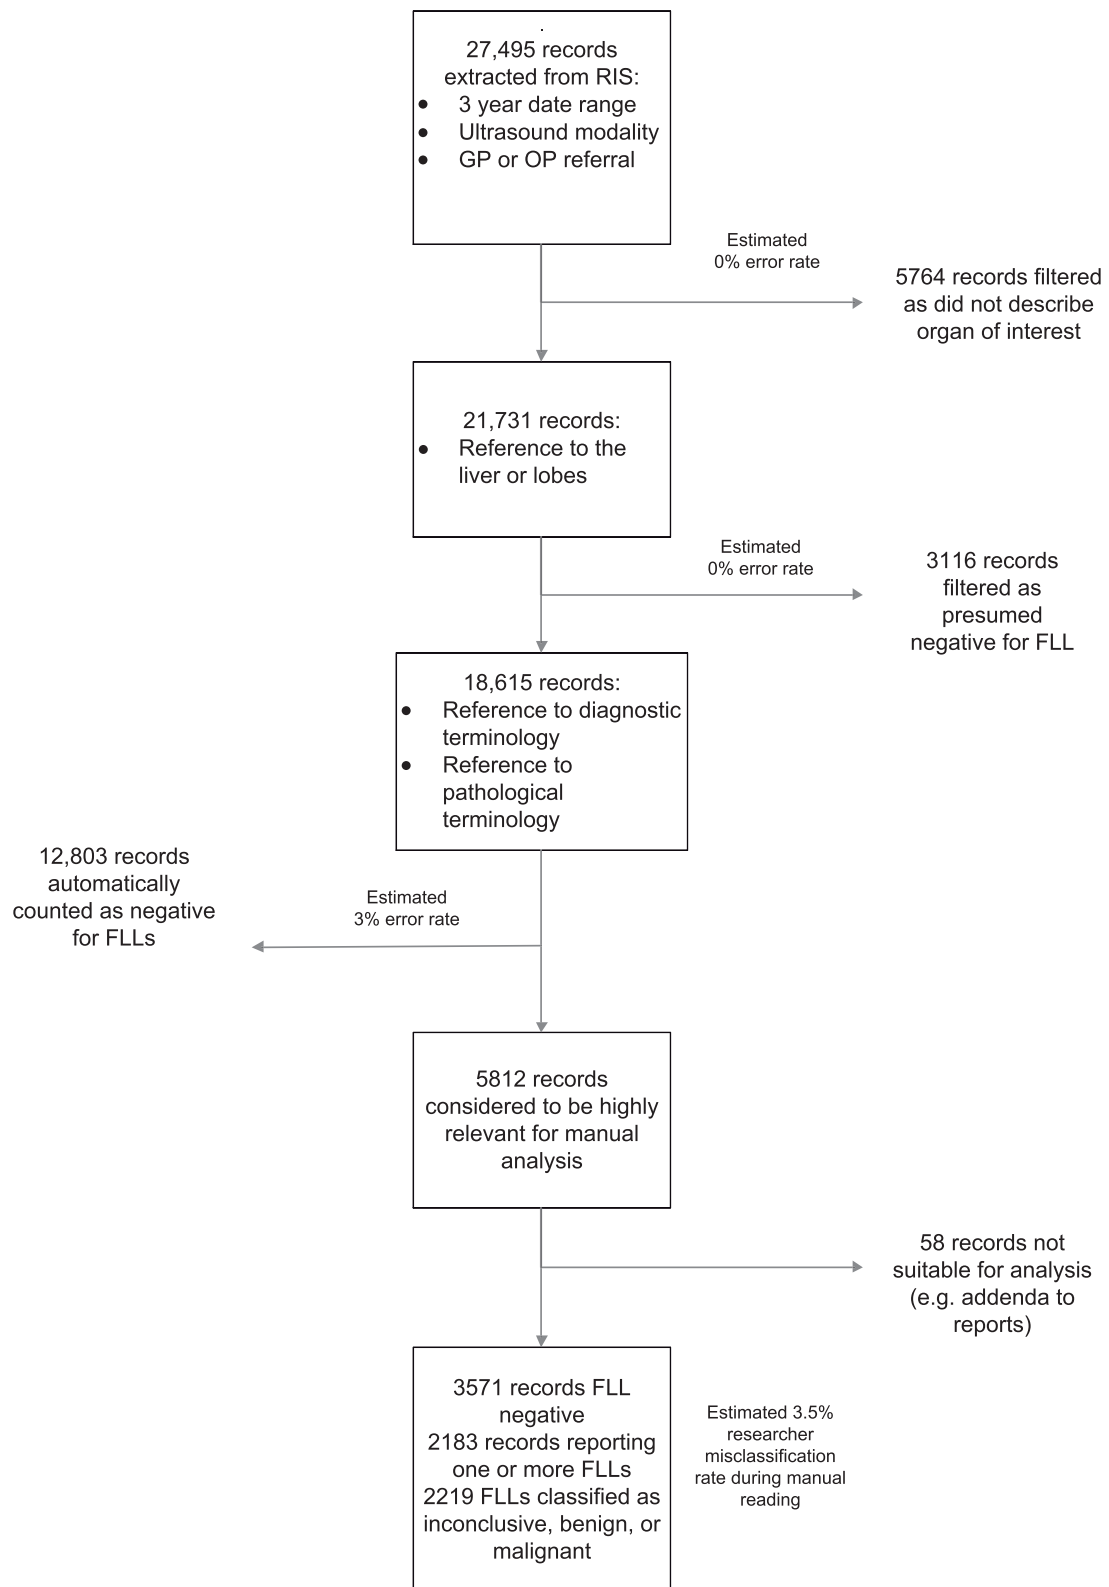 27,495 records
extracted from RIS:
● 3 year date range
● Ultrasound modality
● GP or OP referral
Estimated
0% error rate
5764 records filtered
as did not describe
organ of interest
21,731 records:
● Reference to the
liver or lobes
Estimated
0% error rate
3116 records
filtered as
presumed
negative for FLL
18,615 records:
● Reference to diagnostic
terminology
● Reference to
pathological
terminology
12,803 records
automatically
counted as negative
for FLLs
Estimated
3% error rate
5812 records
considered to be highly
relevant for manual
analysis
58 records not
suitable for analysis
(e.g. addenda to
reports)
3571 records FLL
negative
2183 records reporting
one or more FLLs
2219 FLLs classified as
inconclusive, benign, or
malignant
Estimated 3.5%
researcher
misclassification
rate during manual
reading